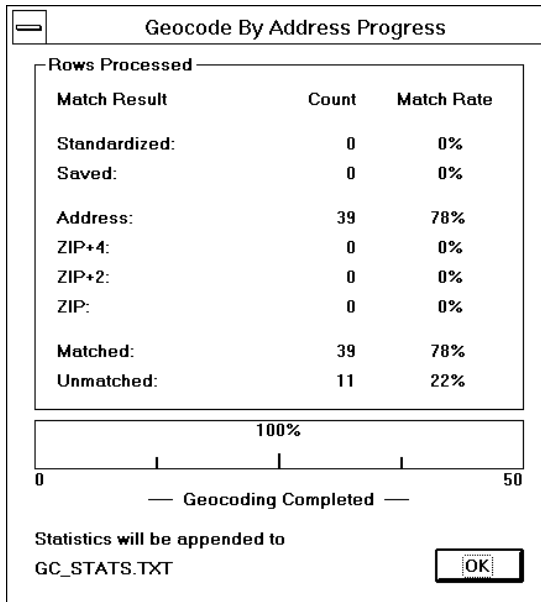 Geocode By Address Progress
Rows Processed
Match Result Count Match Rate
Standardized: 0 0%
Saved: 0 0%
Address: 39 78%
ZIP+4: 0 0%
ZIP+2: 0 0%
ZIP: 0 0%
Matched: 39 78%
Unmatched: 11 22%
100%
0 50
Geocoding Completed
Statistics will be appended to
GC_STATS.TXT
OK